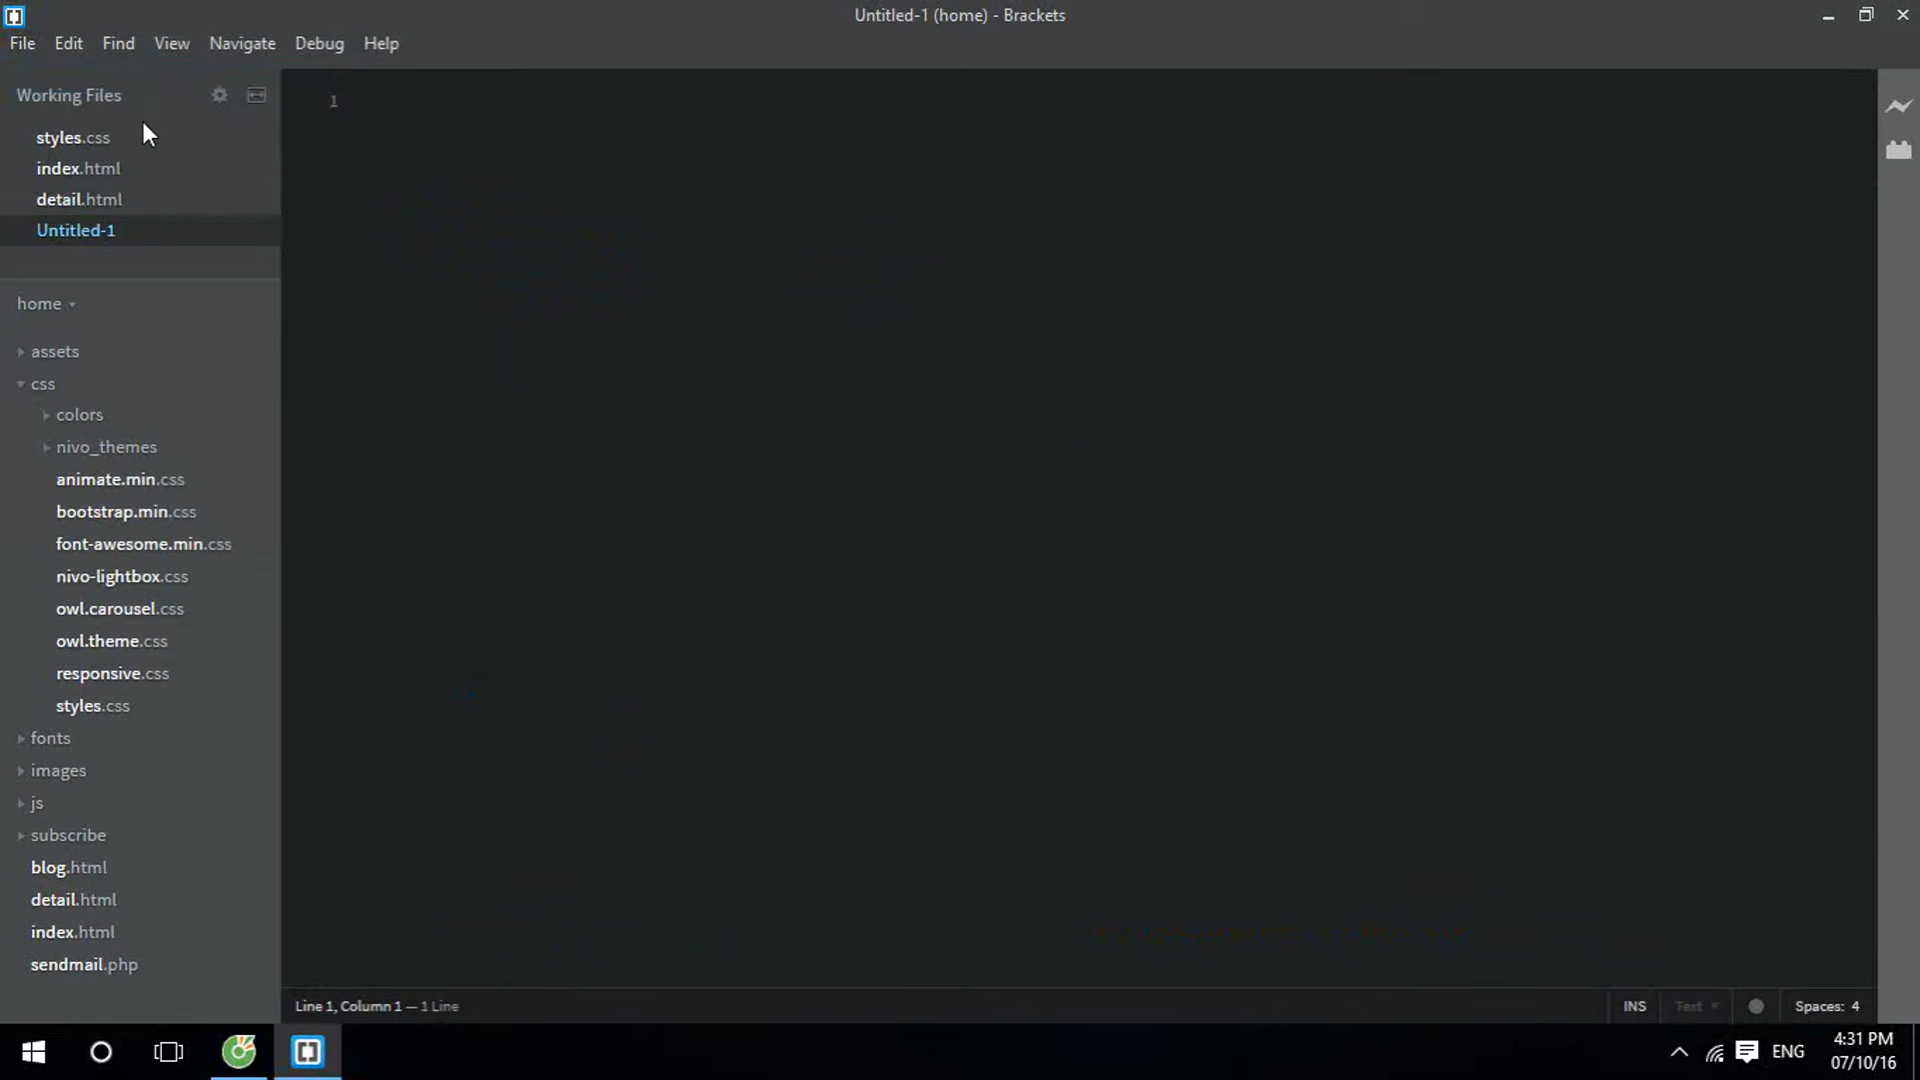 Untitled-1 (home) - Brackets
File Edit Find View Navigate Debug Help
Working Files
styles.css
index.html
detail.html
Untitled-1
home
assets
css
colors
nivo_themes
animate.min.css
bootstrap.min.css
font-awesome.min.css
nivo-lightbox.css
owl.carousel.css
owl.theme.css
responsive.css
styles.css
fonts
images
js
subscribe
blog.html
detail.html
index.html
sendmail.php
1
Line 1, Column 1 — 1 Line
INS Text Spaces: 4
ENG
4:31 PM
07/10/16